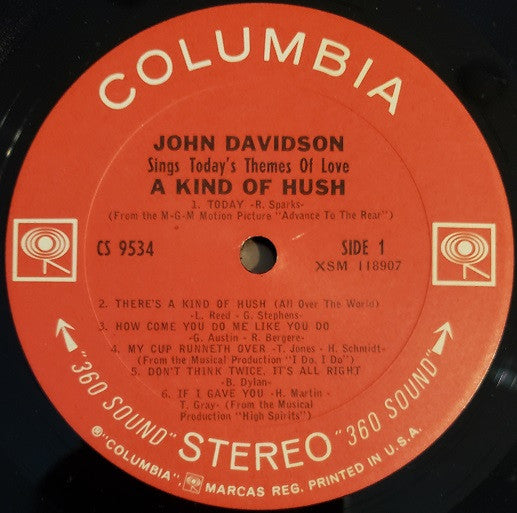 COLUMBIA
JOHN DAVIDSON
Sings Today's Themes Of Love
A KIND OF HUSH
1. TODAY -R. Sparks-
(From the M-G-M Motion Picture "Advance To The Rear")
CS 9534
SIDE 1
XSM 118907
2. THERE'S A KIND OF HUSH (All Over The World)
-L. Reed - G. Stephens-
3. HOW COME YOU DO ME LIKE YOU DO
-G. Austin - R. Bergere-
4. MY CUP RUNNETH OVER -T. Jones - H. Schmidt-
(From the Musical Production "I Do, I Do")
5. DON'T THINK TWICE, IT'S ALL RIGHT
-B. Dylan-
6. IF I GAVE YOU -H. Martin -
T. Gray- (From the Musical
Production "High Spirits")
"360 SOUND" STEREO "360 SOUND"
℗ "COLUMBIA", MARCAS REG. PRINTED IN U.S.A.